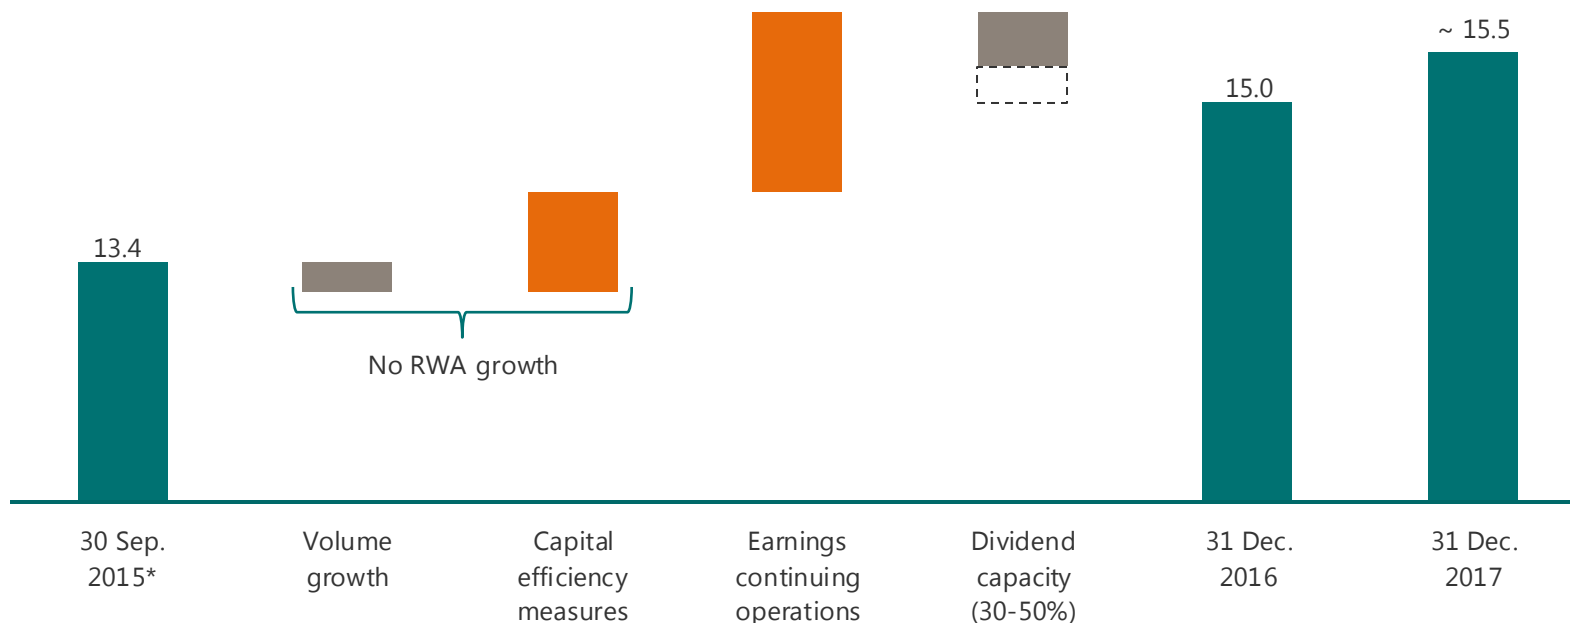 ~ 15.5
15.0
13.4
No RWA growth
30 Sep.
2015*
Volume
growth
Capital
efficiency
measures
Earnings
continuing
operations
Dividend
capacity
(30-50%)
31 Dec.
2016
31 Dec.
2017